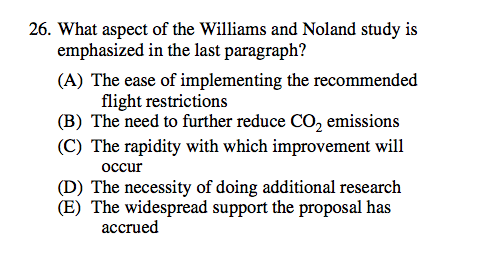 26. What aspect of the Williams and Noland study is
emphasized in the last paragraph?
(A) The ease of implementing the recommended
flight restrictions
(B) The need to further reduce CO₂ emissions
(C) The rapidity with which improvement will
occur
(D) The necessity of doing additional research
(E) The widespread support the proposal has
accrued